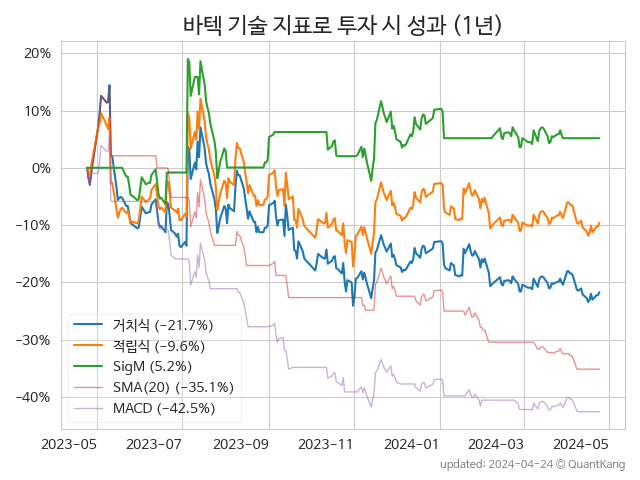 바텍 기술 지표로 투자 시 성과 (1년)
20%
10%
0%
−10%
−20%
−30%
−40%
거치식 (−21.7%)
적립식 (−9.6%)
SigM (5.2%)
SMA(20) (−35.1%)
MACD (−42.5%)
2023-05 2023-07 2023-09 2023-11 2024-01 2024-03 2024-05
updated: 2024-04-24 © QuantKang